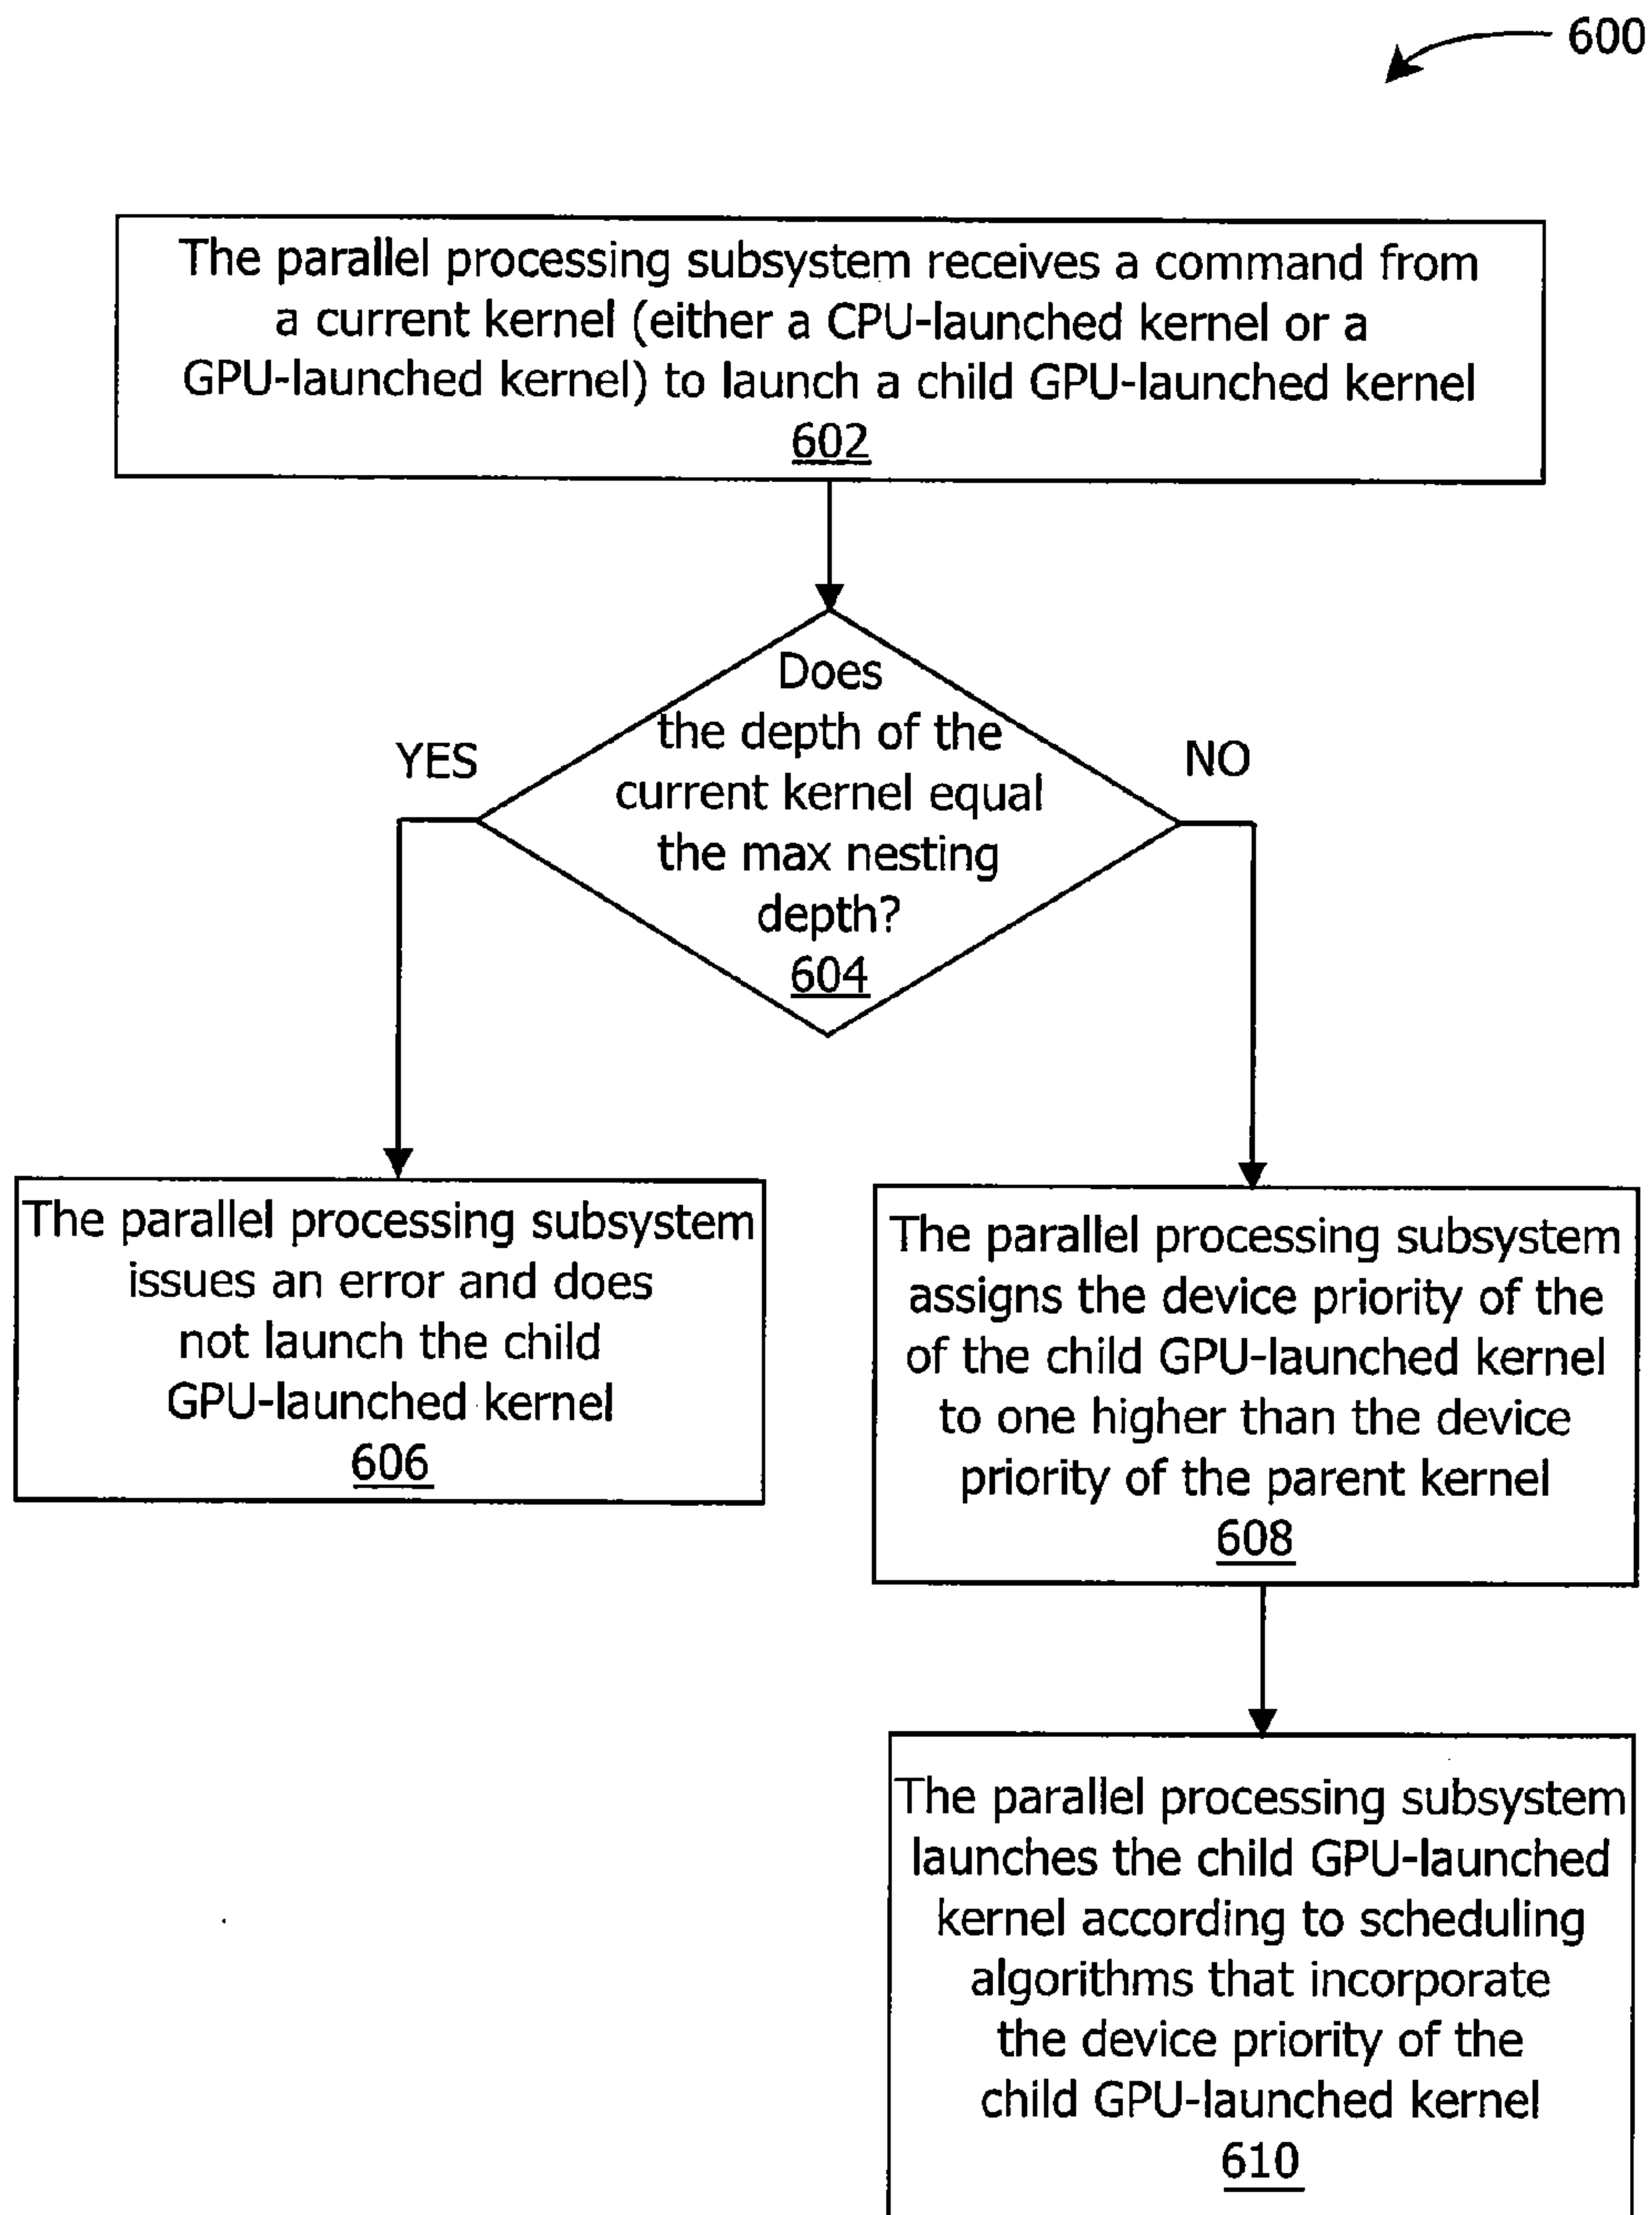 600
The parallel processing subsystem receives a command from
a current kernel (either a CPU-launched kernel or a
GPU-launched kernel) to launch a child GPU-launched kernel
602
Does
the depth of the
current kernel equal
the max nesting
depth?
604
YES
NO
The parallel processing subsystem
issues an error and does
not launch the child
GPU-launched kernel
606
The parallel processing subsystem
assigns the device priority of the
of the child GPU-launched kernel
to one higher than the device
priority of the parent kernel
608
The parallel processing subsystem
launches the child GPU-launched
kernel according to scheduling
algorithms that incorporate
the device priority of the
child GPU-launched kernel
610